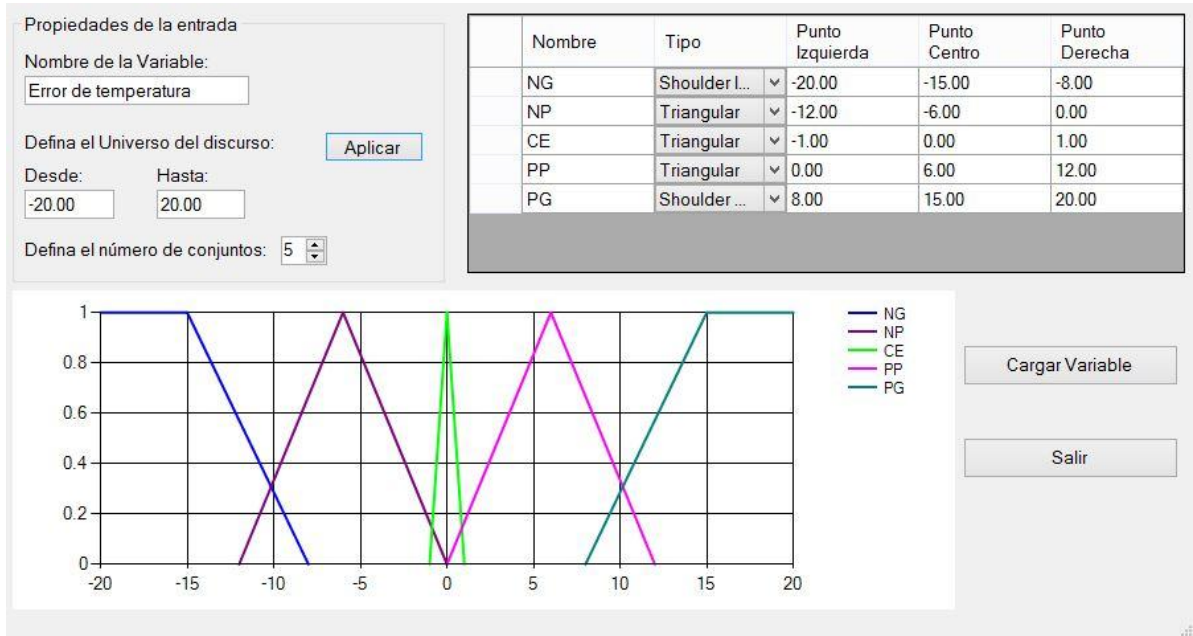 Propiedades de la entrada
Nombre de la Variable:
Error de temperatura
Defina el Universo del discurso:
Aplicar
Desde: Hasta:
-20.00 20.00
Defina el número de conjuntos: 5
Nombre Tipo Punto Izquierda Punto Centro Punto Derecha
NG Shoulder I... -20.00 -15.00 -8.00
NP Triangular -12.00 -6.00 0.00
CE Triangular -1.00 0.00 1.00
PP Triangular 0.00 6.00 12.00
PG Shoulder ... 8.00 15.00 20.00
1
0.8
0.6
0.4
0.2
0
-20 -15 -10 -5 0 5 10 15 20
NG
NP
CE
PP
PG
Cargar Variable
Salir